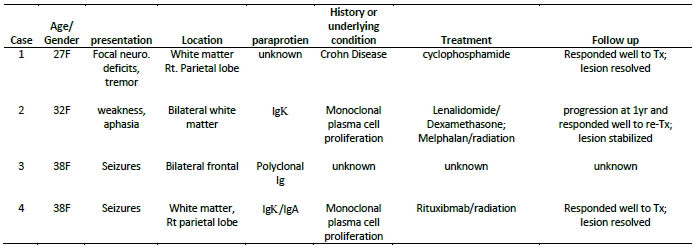 History or
Age/ underlying
Case Gender presentation Location paraprotien condition Treatment Follow up
1 27F Focal neuro. White matter unknown Crohn Disease cyclophosphamide Responded well to Tx;
deficits, Rt. Parietal lobe lesion resolved
tremor
2 32F weakness, Bilateral white IgK Monoclonal Lenalidomide/ progression at 1yr and
aphasia matter plasma cell Dexamethasone; responded well to re-Tx;
proliferation Melphalan/radiation lesion stabilized
3 38F Seizures Bilateral frontal Polyclonal unknown unknown unknown
Ig
4 38F Seizures White matter, IgK/IgA Monoclonal Rituxibmab/radiation Responded well to Tx;
Rt parietal lobe plasma cell lesion resolved
proliferation